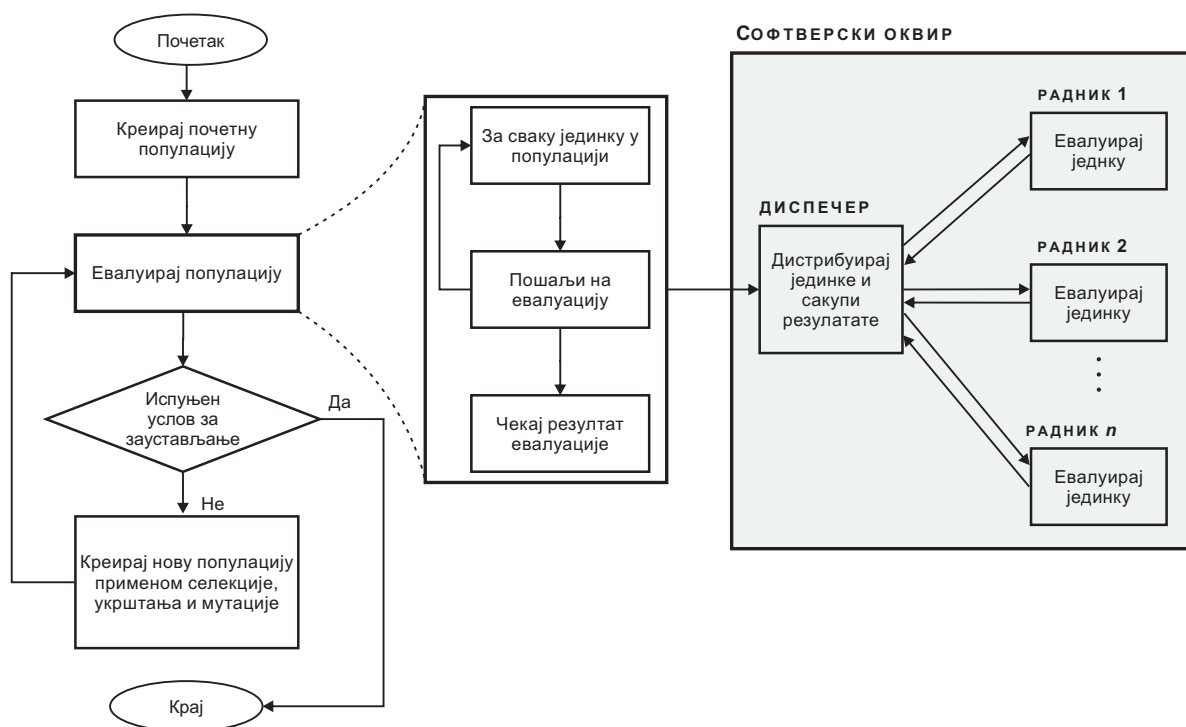 Почетак
Креирај почетну
популацију
Евалуирај популацију
Испуњен
услов за
заустављање
Да
Не
Креирај нову популацију
применом селекције,
укрштања и мутације
Крај
За сваку јединку у
популацији
Пошаљи на
евалуацију
Чекај резултат
евалуације
СОФТВЕРСКИ ОКВИР
ДИСПЕЧЕР
Дистрибуирај
јединке и
сакупи
резулатате
РАДНИК 1
Евалуирај
једнку
РАДНИК 2
Евалуирај
јединку
РАДНИК n
Евалуирај
јединку